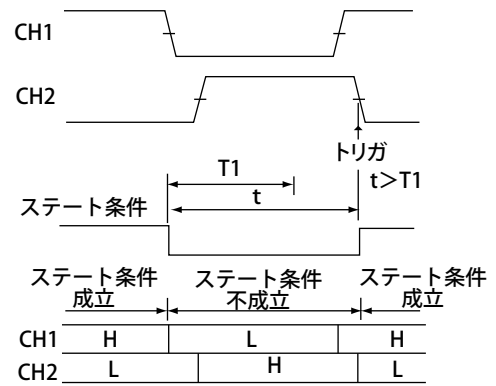 CH1
CH2
トリガ
T1
t>T1
t
ステート条件
ステート条件 ステート条件 ステート条件
成立 不成立 成立
CH1 H L H
CH2 L H L